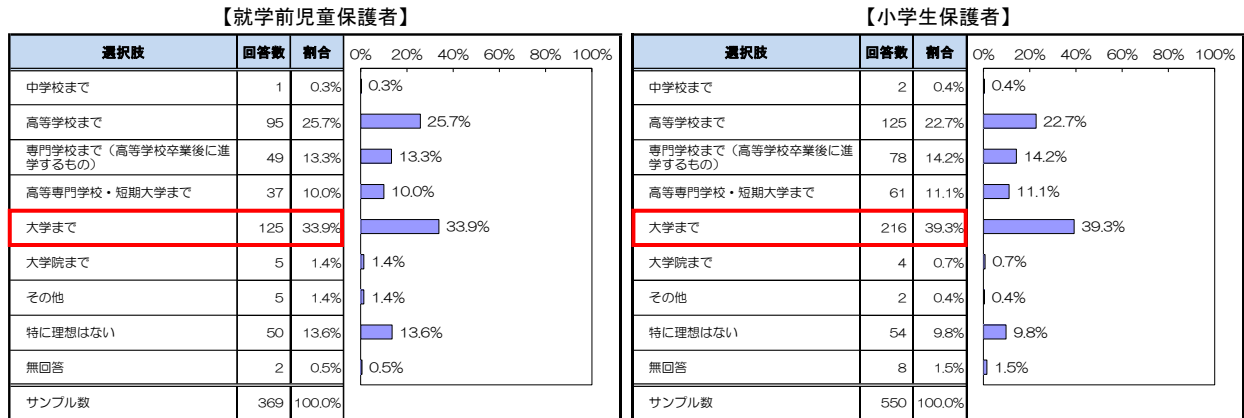 【就学前児童保護者】
選択肢 回答数 割合 0% 20% 40% 60% 80% 100%
中学校まで 1 0.3% 0.3%
高等学校まで 95 25.7% 25.7%
専門学校まで（高等学校卒業後に進
学するもの） 49 13.3% 13.3%
高等専門学校・短期大学まで 37 10.0% 10.0%
大学まで 125 33.9% 33.9%
大学院まで 5 1.4% 1.4%
その他 5 1.4% 1.4%
特に理想はない 50 13.6% 13.6%
無回答 2 0.5% 0.5%
サンプル数 369 100.0%
【小学生保護者】
選択肢 回答数 割合 0% 20% 40% 60% 80% 100%
中学校まで 2 0.4% 0.4%
高等学校まで 125 22.7% 22.7%
専門学校まで（高等学校卒業後に進
学するもの） 78 14.2% 14.2%
高等専門学校・短期大学まで 61 11.1% 11.1%
大学まで 216 39.3% 39.3%
大学院まで 4 0.7% 0.7%
その他 2 0.4% 0.4%
特に理想はない 54 9.8% 9.8%
無回答 8 1.5% 1.5%
サンプル数 550 100.0%